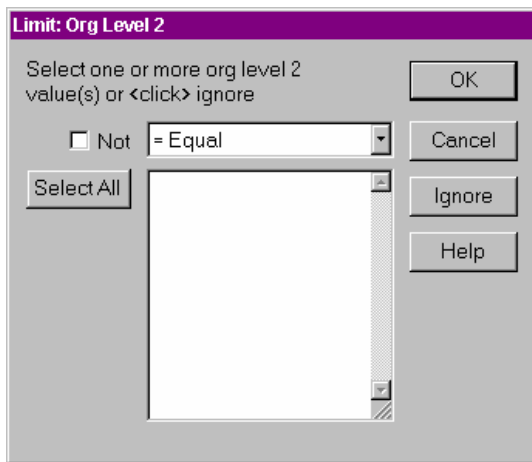 Limit: Org Level 2
Select one or more org level 2
value(s) or <click> ignore
OK
Not
= Equal
Cancel
Select All
Ignore
Help